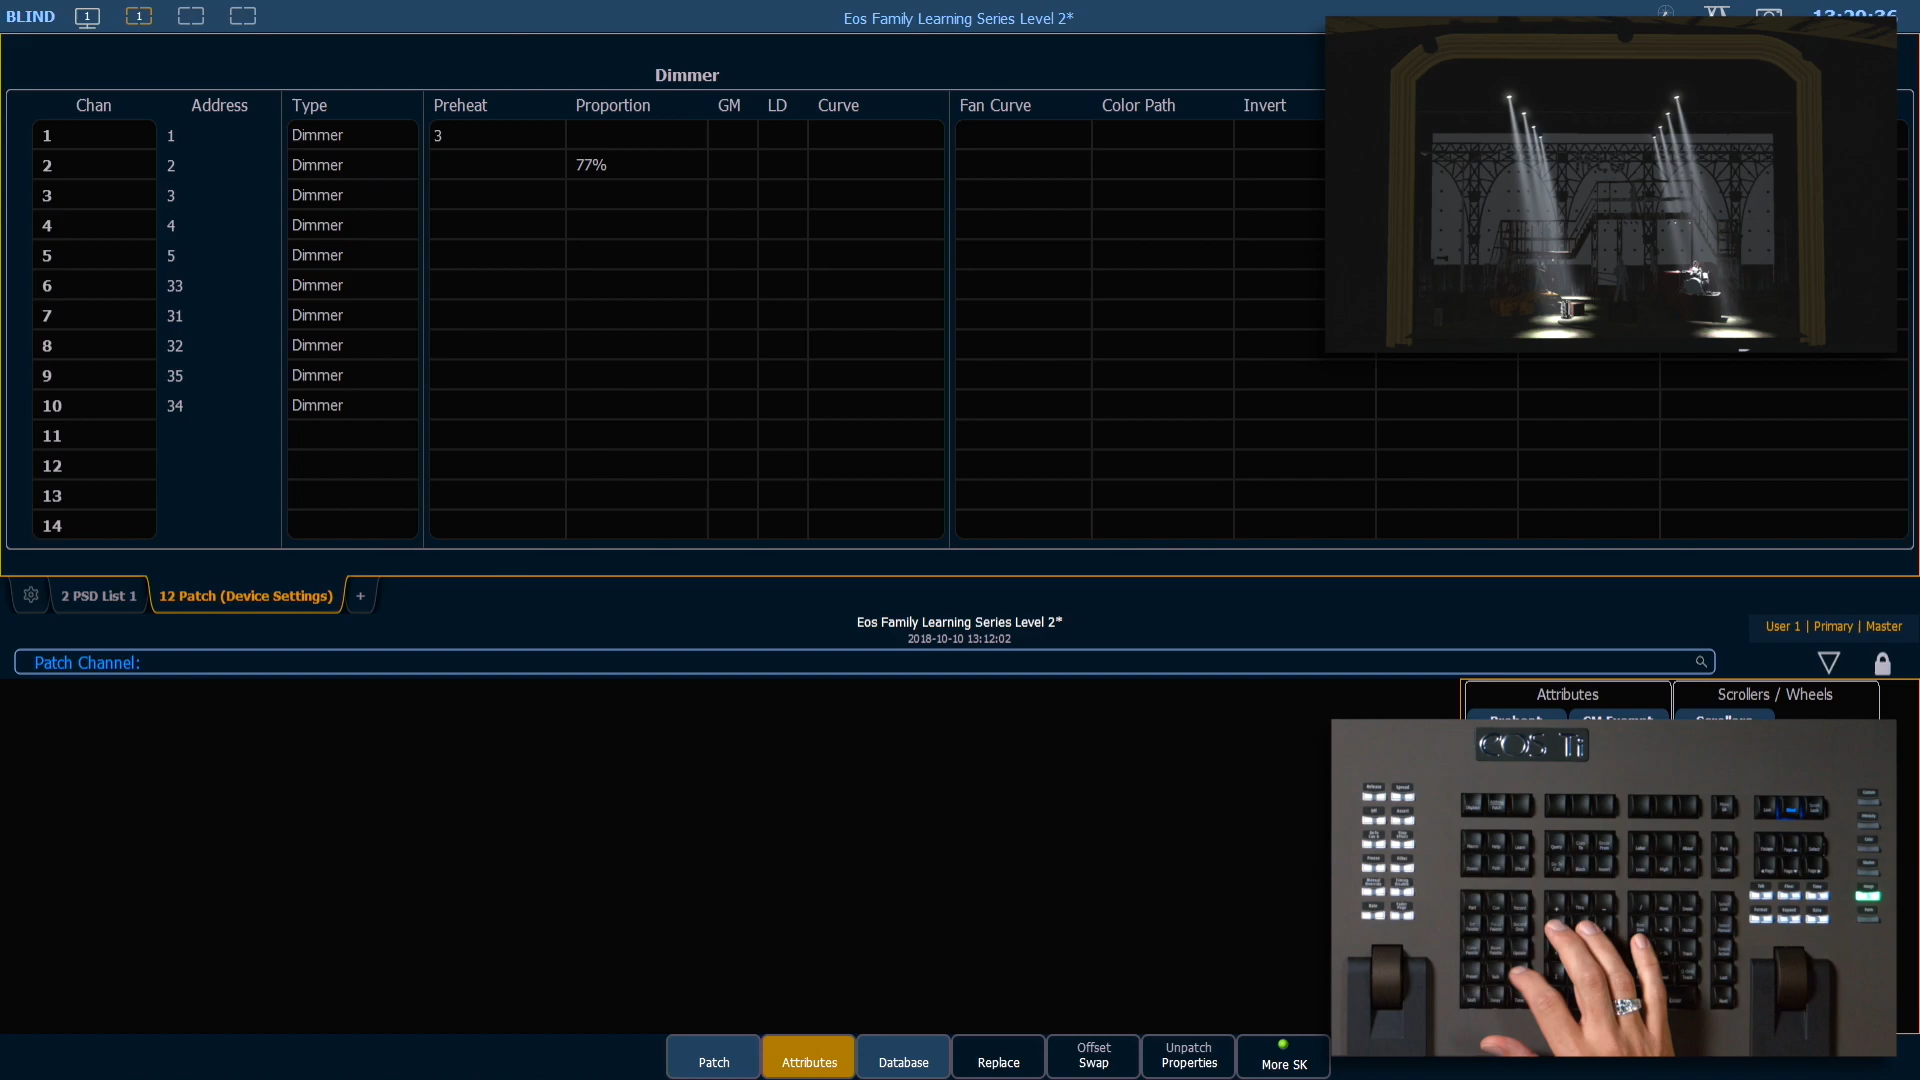 BLIND 1 1 Eos Family Learning Series Level 2*
Dimmer
Chan Address Type Preheat Proportion GM LD Curve Fan Curve Color Path Invert
1 1 Dimmer 3
2 2 Dimmer 77%
3 3 Dimmer
4 4 Dimmer
5 5 Dimmer
6 33 Dimmer
7 31 Dimmer
8 32 Dimmer
9 35 Dimmer
10 34 Dimmer
11
12
13
14
2 PSD List 1 12 Patch (Device Settings) +
Eos Family Learning Series Level 2*
2018-10-10 13:12:02
User 1 | Primary | Master
Patch Channel:
Attributes Scrollers / Wheels
Preheat GM Exempt Scrollers
Offset Unpatch
Patch Attributes Database Replace Swap Properties More SK